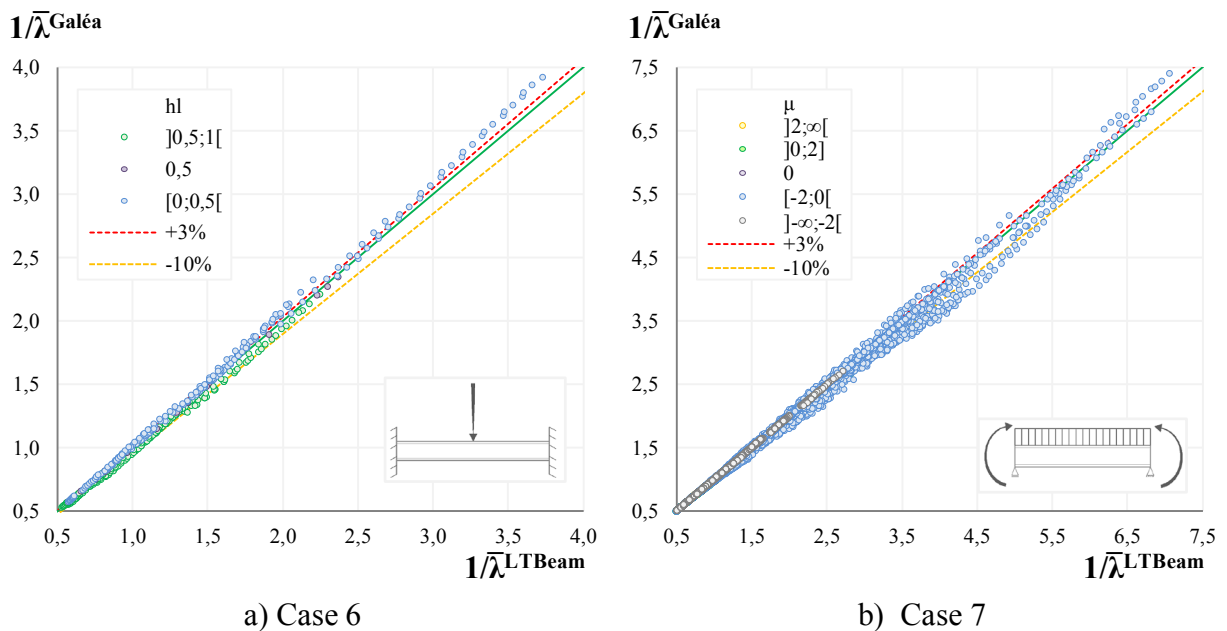 1/λ̅ Galéa
4,0
3,5
3,0
2,5
2,0
1,5
1,0
0,5
hl
]0,5;1[
0,5
[0;0,5[
+3%
-10%
0,5 1,0 1,5 2,0 2,5 3,0 3,5 4,0
1/λ̅ LTBeam
a) Case 6
1/λ̅ Galéa
7,5
6,5
5,5
4,5
3,5
2,5
1,5
0,5
μ
]2;∞[
]0;2]
0
[-2;0[
]-∞;-2[
+3%
-10%
0,5 1,5 2,5 3,5 4,5 5,5 6,5 7,5
1/λ̅ LTBeam
b) Case 7